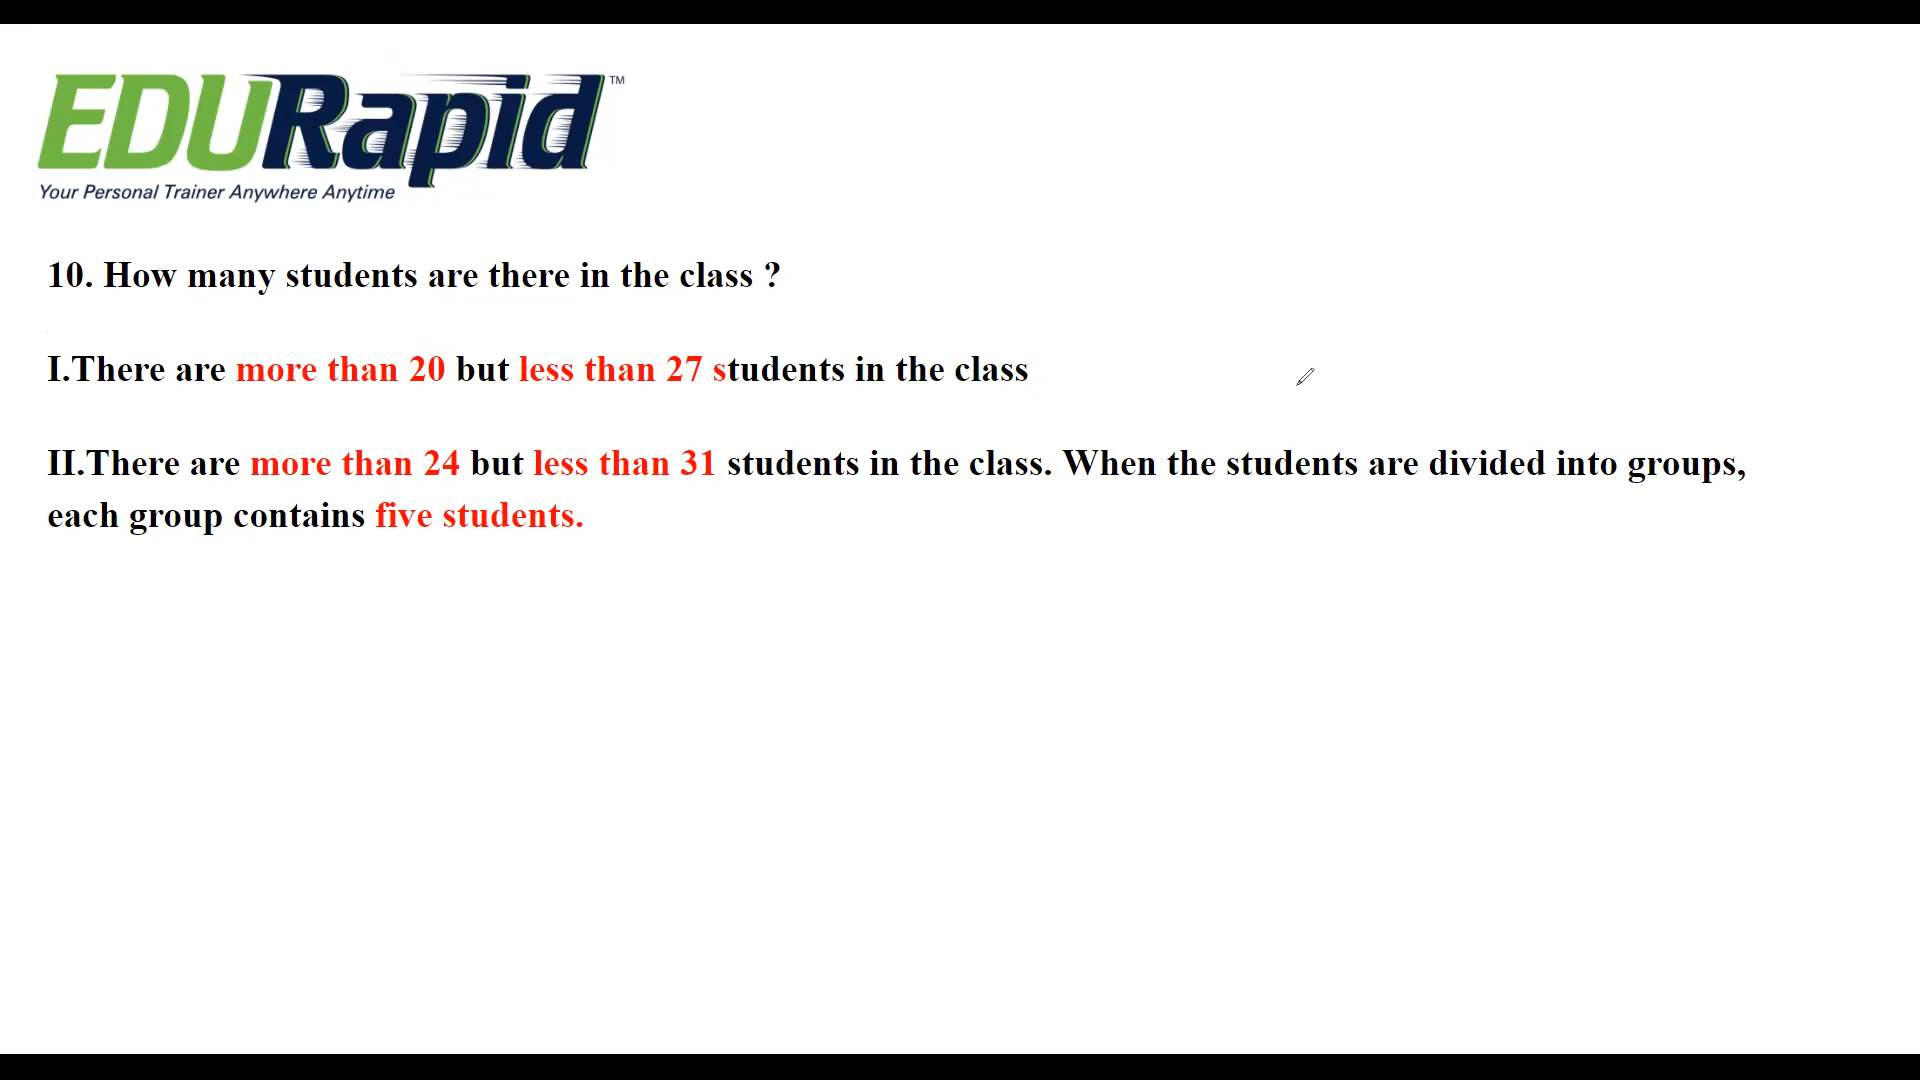 EDURapid™
Your Personal Trainer Anywhere Anytime
10. How many students are there in the class ?
I.There are more than 20 but less than 27 students in the class
II.There are more than 24 but less than 31 students in the class. When the students are divided into groups,
each group contains five students.